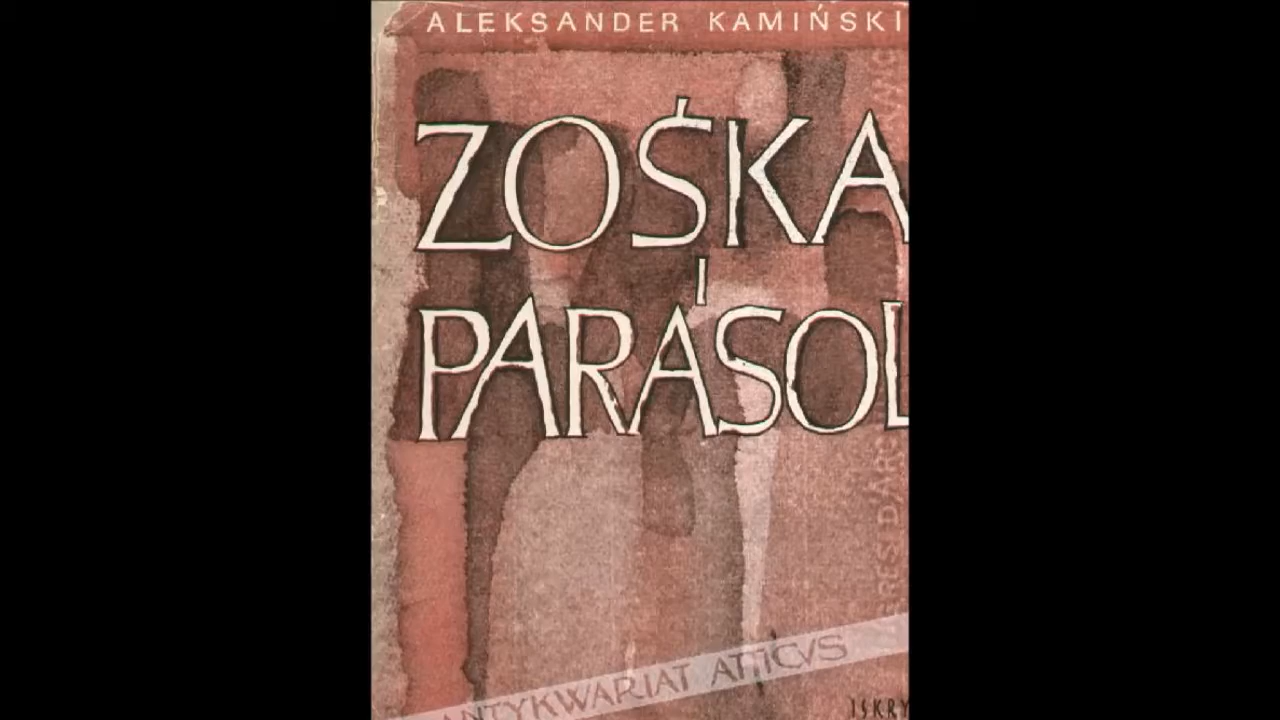 ALEKSANDER KAMIŃSKI
ZOŚKA
I
PARASOL
ANTYKWARIAT ATTICVS
ISKRY